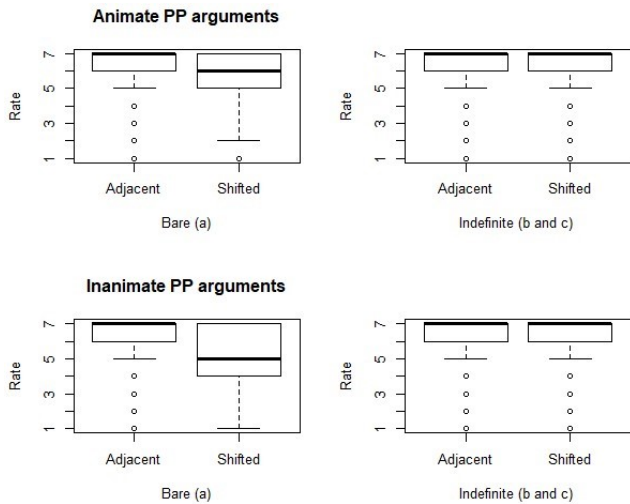 Animate PP arguments
Rate
7
5
3
1
Adjacent Shifted
Bare (a)
Rate
7
5
3
1
Adjacent Shifted
Indefinite (b and c)
Inanimate PP arguments
Rate
7
5
3
1
Adjacent Shifted
Bare (a)
Rate
7
5
3
1
Adjacent Shifted
Indefinite (b and c)